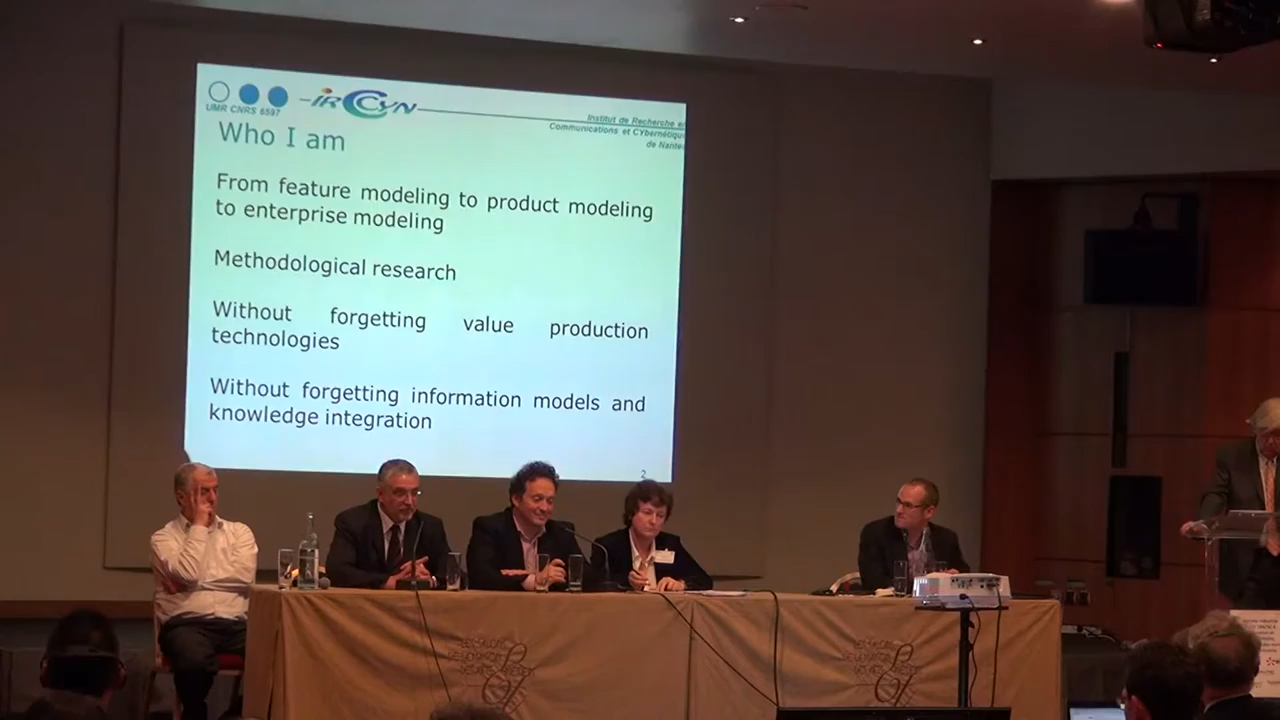 UMR CNRS 6597
IRCCyN
Institut de Recherche en
Communications et CYbernétique
de Nantes
Who I am
From feature modeling to product modeling
to enterprise modeling
Methodological research
Without forgetting value production
technologies
Without forgetting information models and
knowledge integration
2